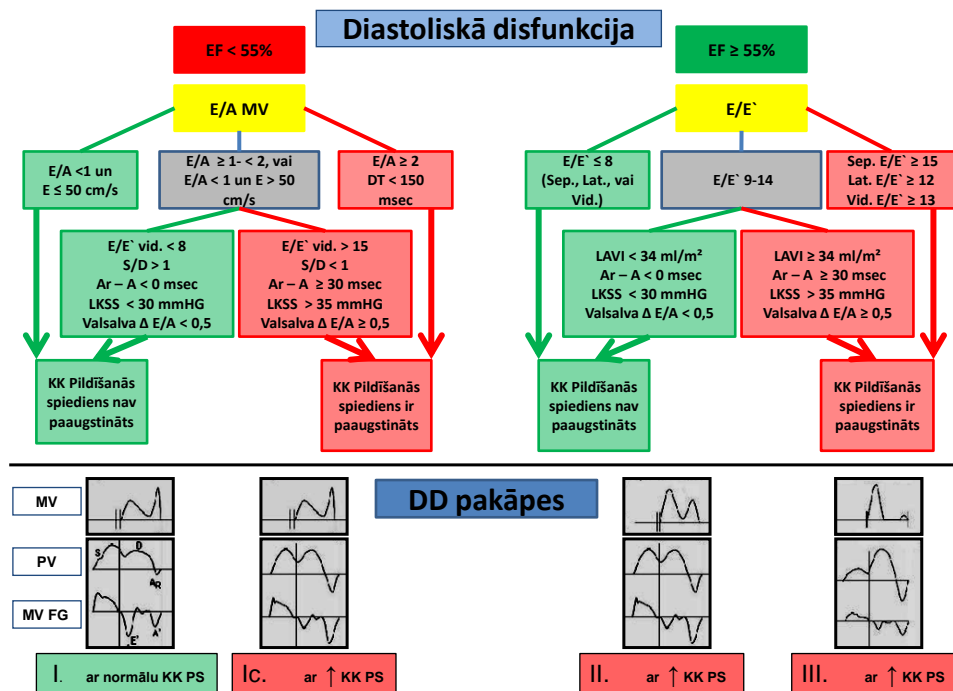 Diastoliskā disfunkcija
EF < 55%
EF ≥ 55%
E/A MV
E/E`
E/A <1 un
E ≤ 50 cm/s
E/A ≥ 1- < 2, vai
E/A < 1 un E > 50
cm/s
E/A ≥ 2
DT < 150
msec
E/E` ≤ 8
(Sep., Lat., vai
Vid.)
E/E` 9-14
Sep. E/E` ≥ 15
Lat. E/E` ≥ 12
Vid. E/E` ≥ 13
E/E` vid. < 8
S/D > 1
Ar – A < 0 msec
LKSS < 30 mmHG
Valsalva Δ E/A < 0,5
E/E` vid. > 15
S/D < 1
Ar – A ≥ 30 msec
LKSS > 35 mmHG
Valsalva Δ E/A ≥ 0,5
LAVI < 34 ml/m²
Ar – A < 0 msec
LKSS < 30 mmHG
Valsalva Δ E/A < 0,5
LAVI ≥ 34 ml/m²
Ar – A ≥ 30 msec
LKSS > 35 mmHG
Valsalva Δ E/A ≥ 0,5
KK Pildīšanās
spiediens nav
paaugstināts
KK Pildīšanās
spiediens ir
paaugstināts
KK Pildīšanās
spiediens nav
paaugstināts
KK Pildīšanās
spiediens ir
paaugstināts
DD pakāpes
MV
PV
S D
AR
MV FG
E' A'
I. ar normālu KK PS
Ic. ar ↑ KK PS
II. ar ↑ KK PS
III. ar ↑ KK PS